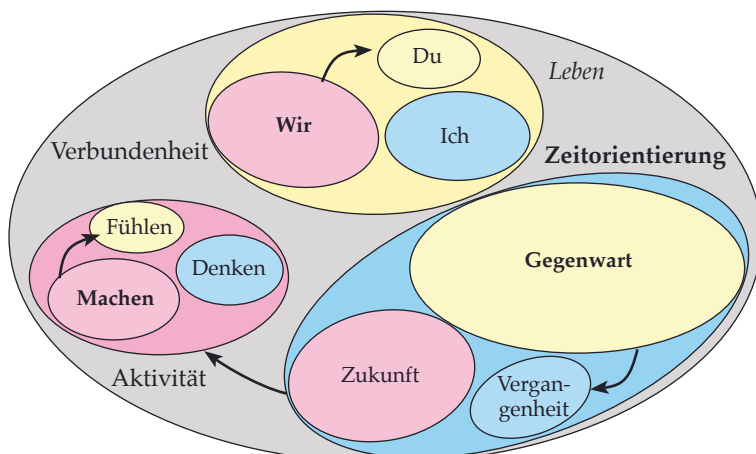 Du
Leben
Wir
Ich
Verbundenheit
Zeitorientierung
Fühlen
Denken
Gegenwart
Machen
Zukunft
Aktivität
Vergan-
genheit